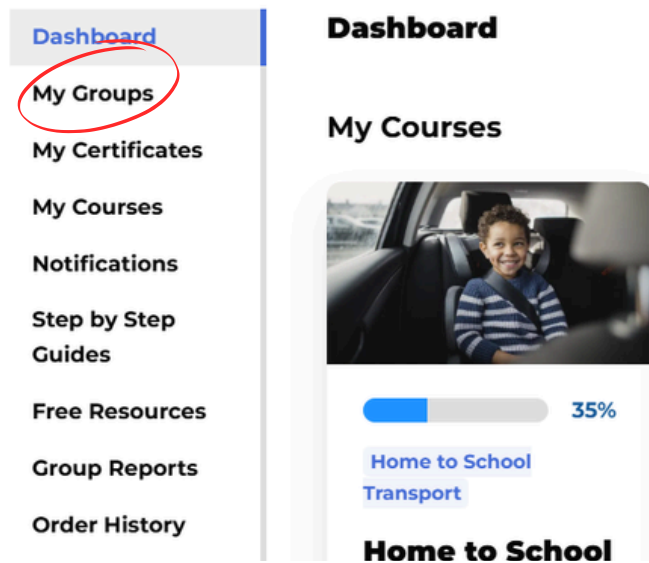 Dashboard
My Groups
My Certificates
My Courses
Notifications
Step by Step
Guides
Free Resources
Group Reports
Order History
Dashboard
My Courses
35%
Home to School
Transport
Home to School